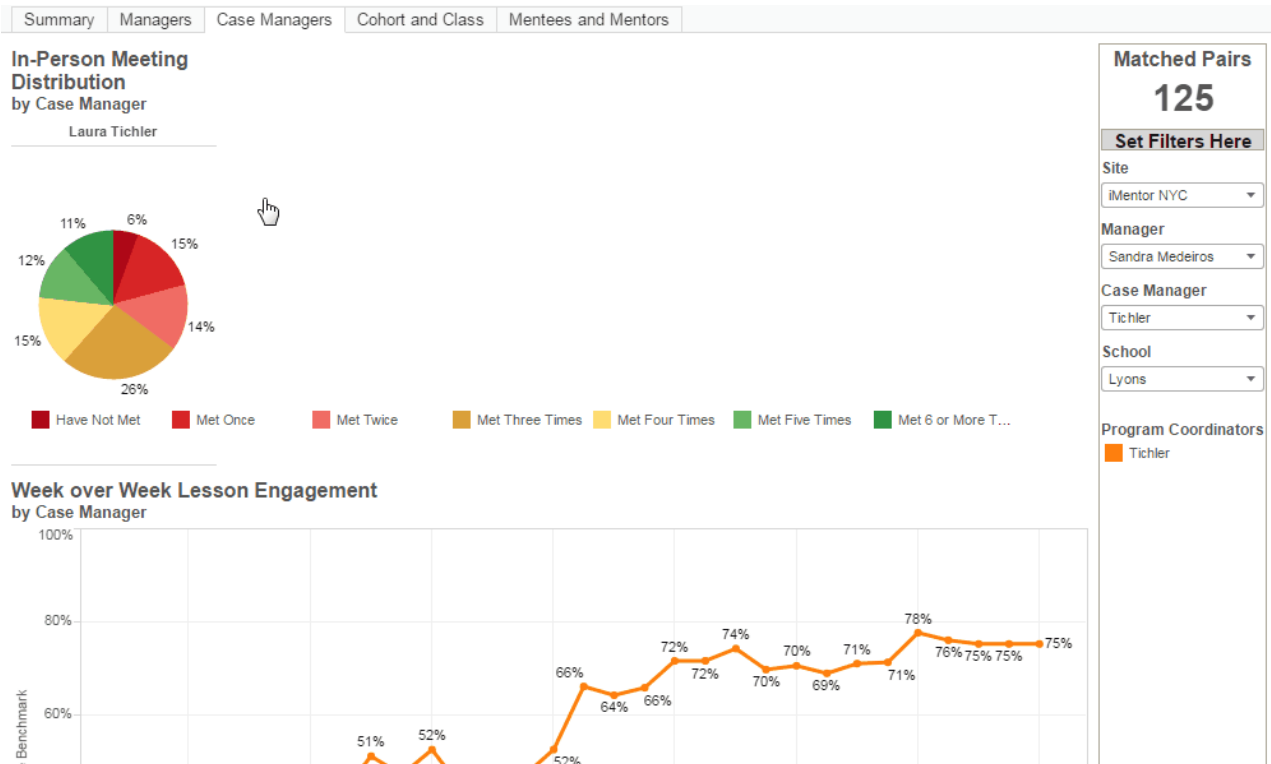 Summary
Managers
Case Managers
Cohort and Class
Mentees and Mentors
In-Person Meeting
Distribution
by Case Manager
Laura Tichler
11%
6%
15%
12%
14%
15%
26%
Have Not Met
Met Once
Met Twice
Met Three Times
Met Four Times
Met Five Times
Met 6 or More T...
Week over Week Lesson Engagement
by Case Manager
100%
80%
60%
Benchmark
51%
52%
52%
66%
64%
66%
72%
72%
74%
70%
70%
69%
71%
71%
78%
76%
75%
75%
75%
Matched Pairs
125
Set Filters Here
Site
iMentor NYC
Manager
Sandra Medeiros
Case Manager
Tichler
School
Lyons
Program Coordinators
Tichler